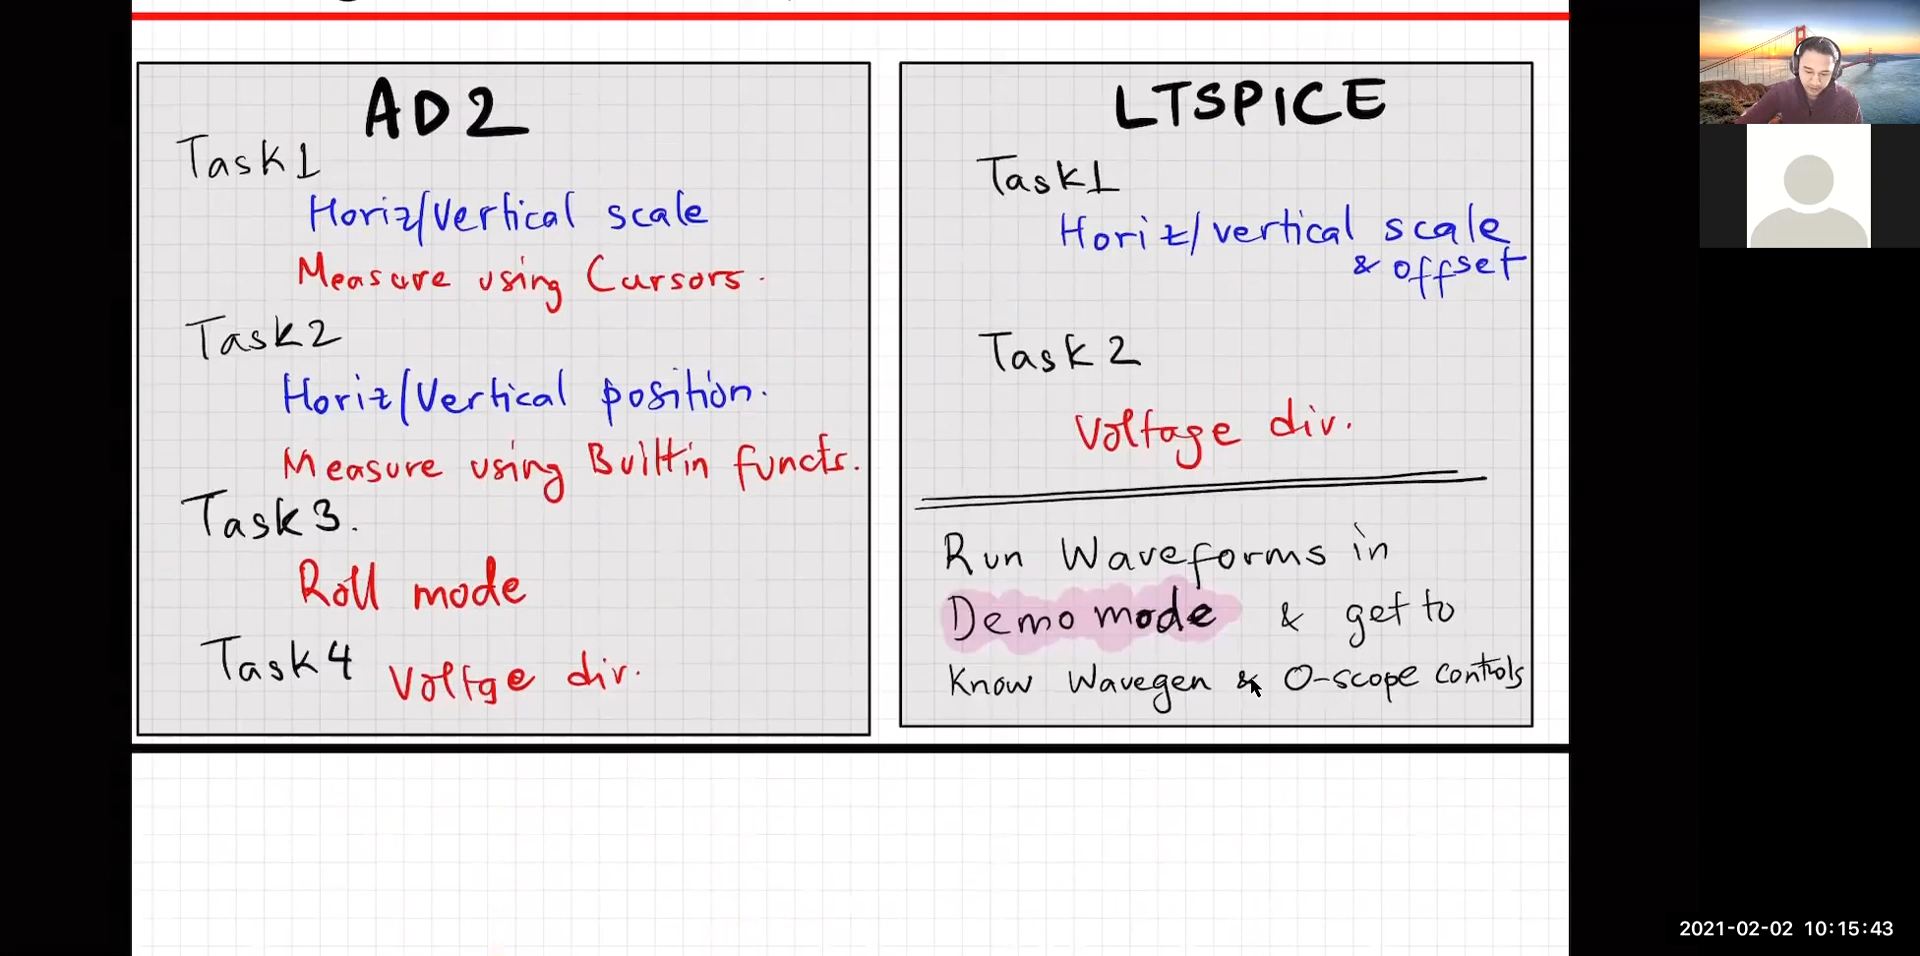 AD2
Task1
Horiz/Vertical scale
Measure using Cursors.
Task2
Horiz/Vertical position.
Measure using Builtin functs.
Task3.
Roll mode
Task4 Voltge div.
LTSPICE
Task1
Horiz/vertical scale
& offset
Task2
Voltage div.
Run Waveforms in
Demo mode & get to
Know Wavegen & O-scope controls
2021-02-02 10:15:43